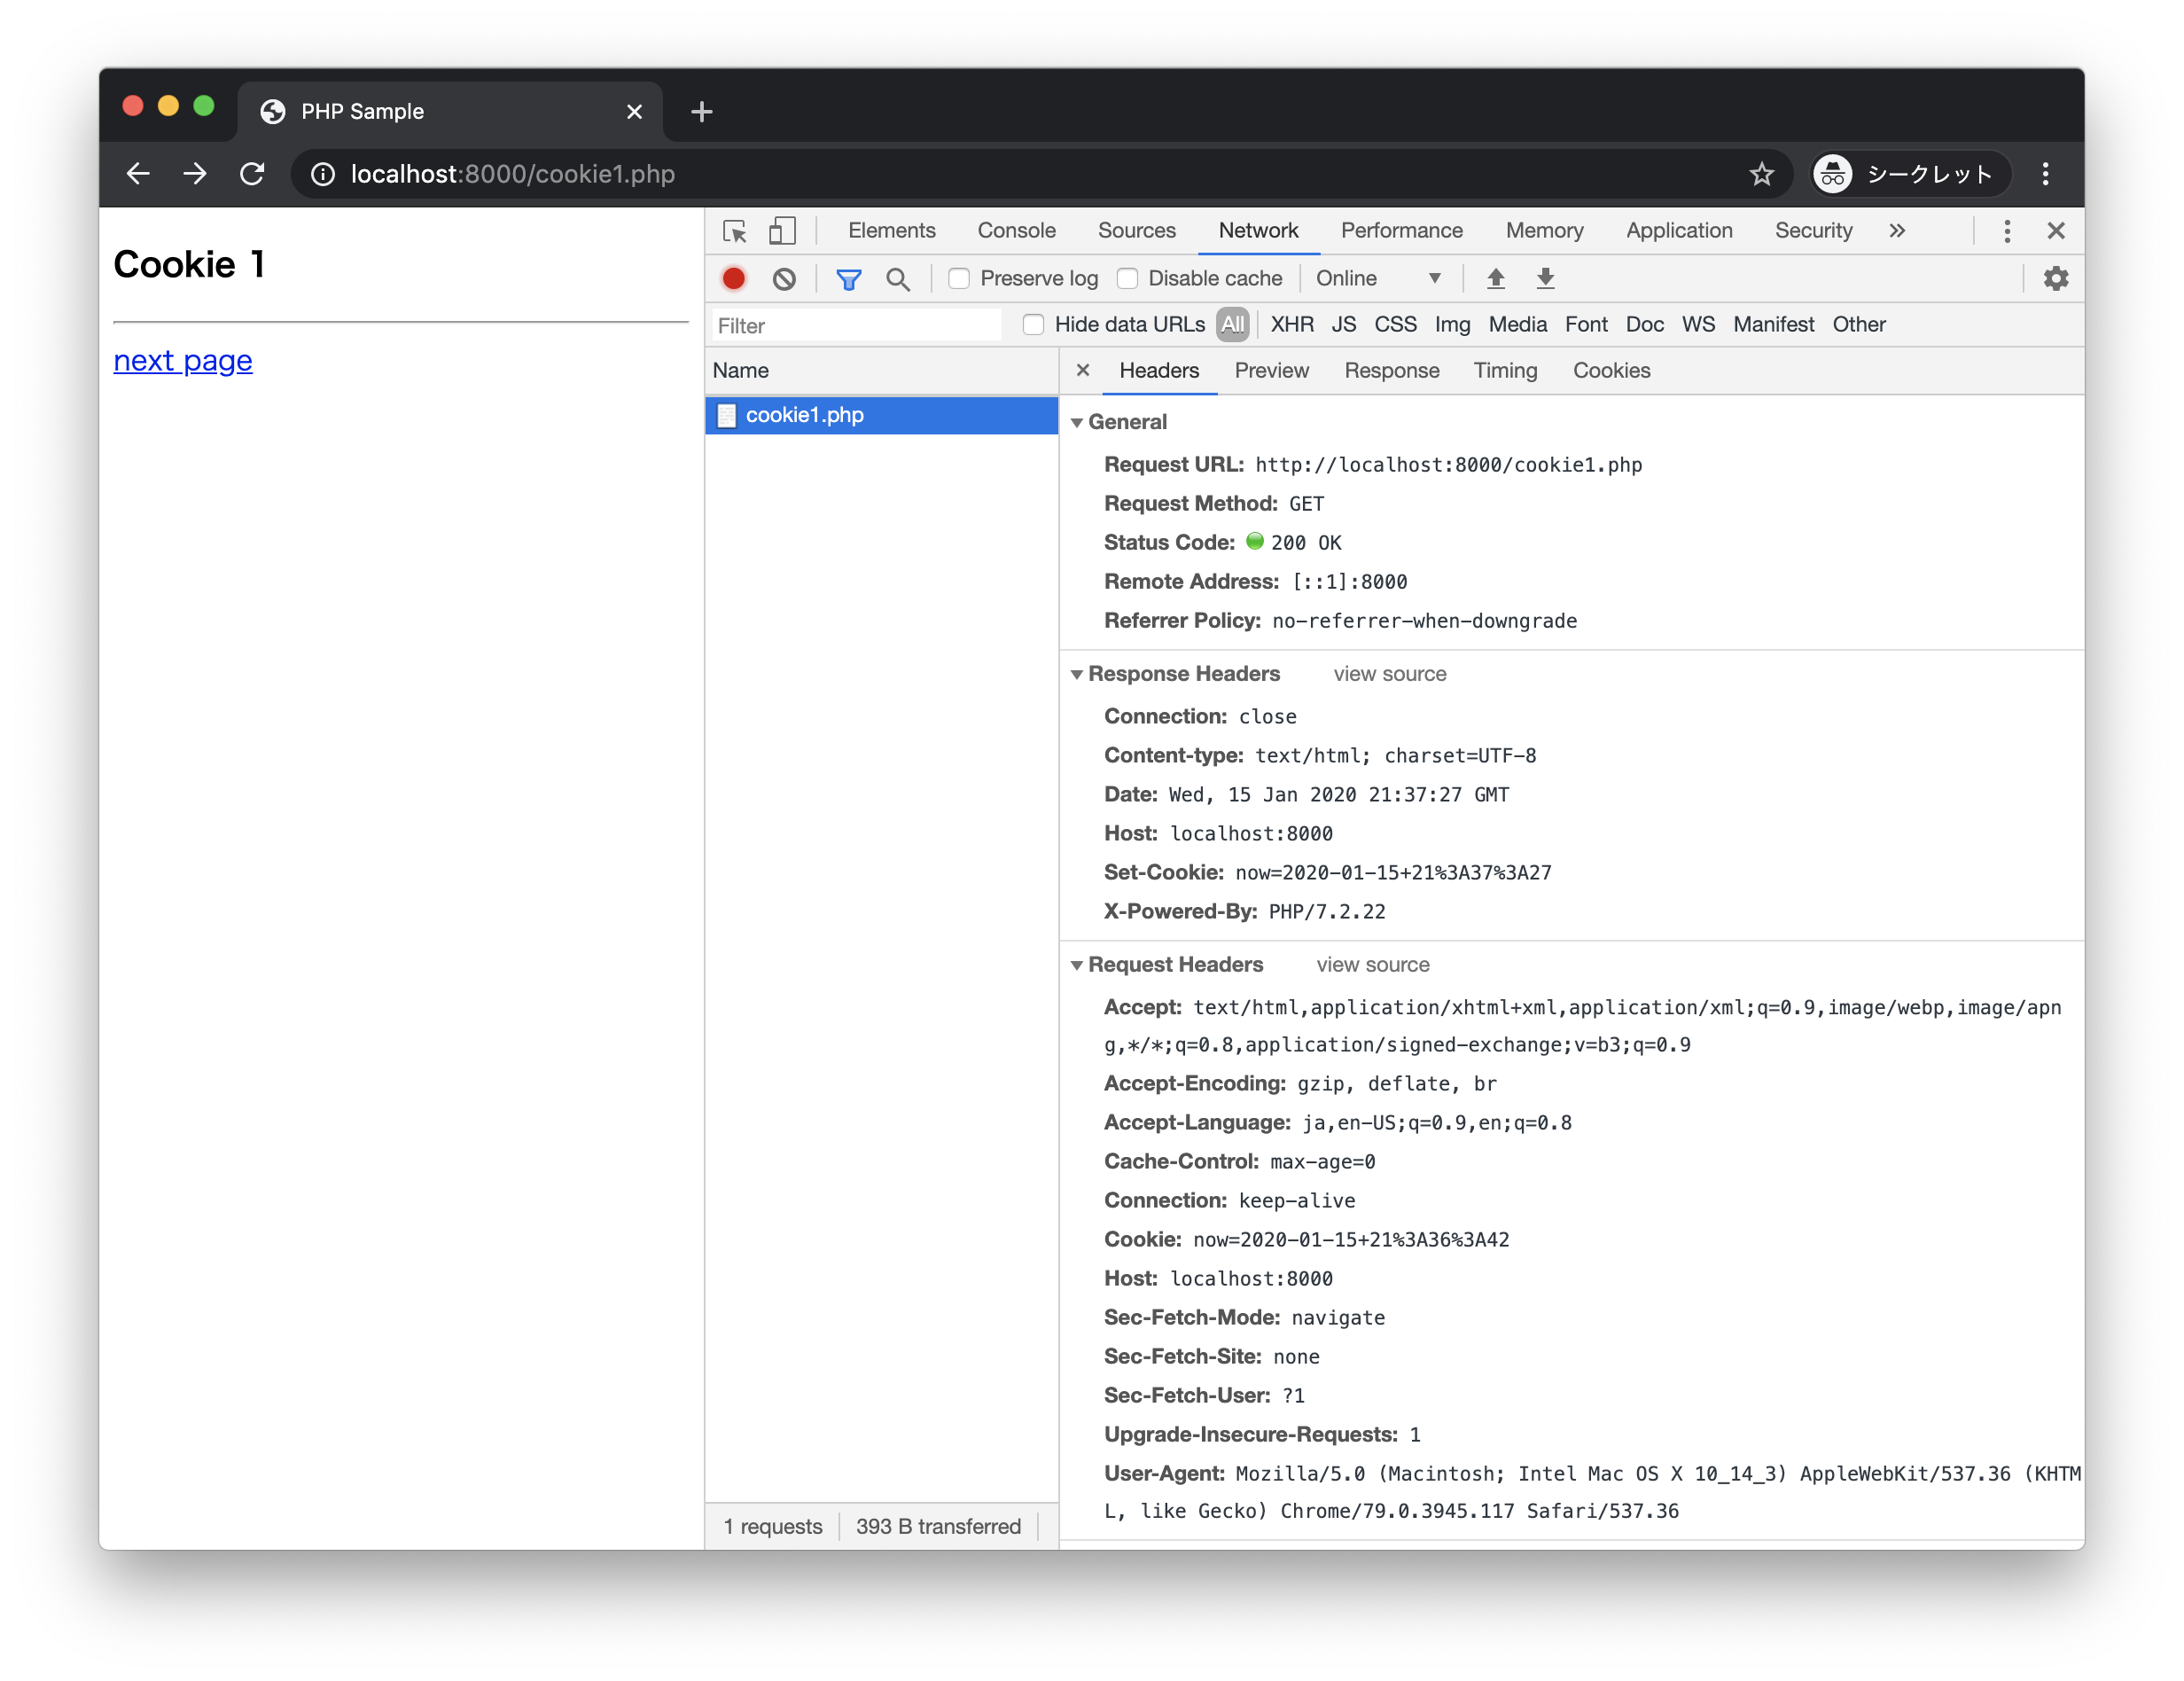 PHP Sample
localhost:8000/cookie1.php
シークレット
Cookie 1
next page
Elements Console Sources Network Performance Memory Application Security »
Preserve log Disable cache Online
Filter Hide data URLs All XHR JS CSS Img Media Font Doc WS Manifest Other
Name
cookie1.php
1 requests 393 B transferred
Headers Preview Response Timing Cookies
General
Request URL: http://localhost:8000/cookie1.php
Request Method: GET
Status Code: 200 OK
Remote Address: [::1]:8000
Referrer Policy: no-referrer-when-downgrade
Response Headers view source
Connection: close
Content-type: text/html; charset=UTF-8
Date: Wed, 15 Jan 2020 21:37:27 GMT
Host: localhost:8000
Set-Cookie: now=2020-01-15+21%3A37%3A27
X-Powered-By: PHP/7.2.22
Request Headers view source
Accept: text/html,application/xhtml+xml,application/xml;q=0.9,image/webp,image/apn
g,*/*;q=0.8,application/signed-exchange;v=b3;q=0.9
Accept-Encoding: gzip, deflate, br
Accept-Language: ja,en-US;q=0.9,en;q=0.8
Cache-Control: max-age=0
Connection: keep-alive
Cookie: now=2020-01-15+21%3A36%3A42
Host: localhost:8000
Sec-Fetch-Mode: navigate
Sec-Fetch-Site: none
Sec-Fetch-User: ?1
Upgrade-Insecure-Requests: 1
User-Agent: Mozilla/5.0 (Macintosh; Intel Mac OS X 10_14_3) AppleWebKit/537.36 (KHTM
L, like Gecko) Chrome/79.0.3945.117 Safari/537.36